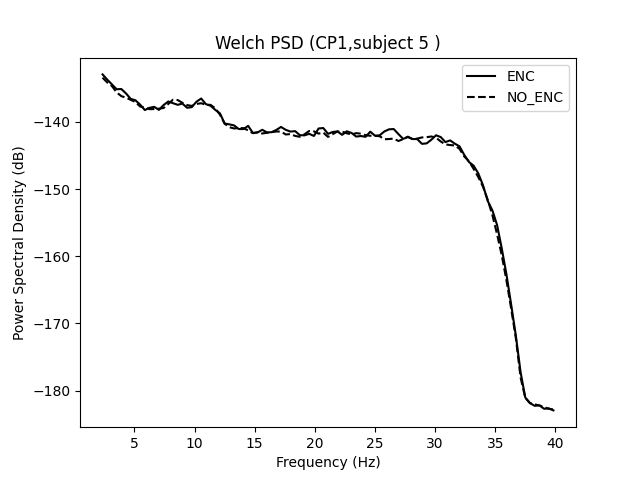 Welch PSD (CP1,subject 5 )
ENC
NO_ENC
Power Spectral Density (dB)
−140
−150
−160
−170
−180
5 10 15 20 25 30 35 40
Frequency (Hz)